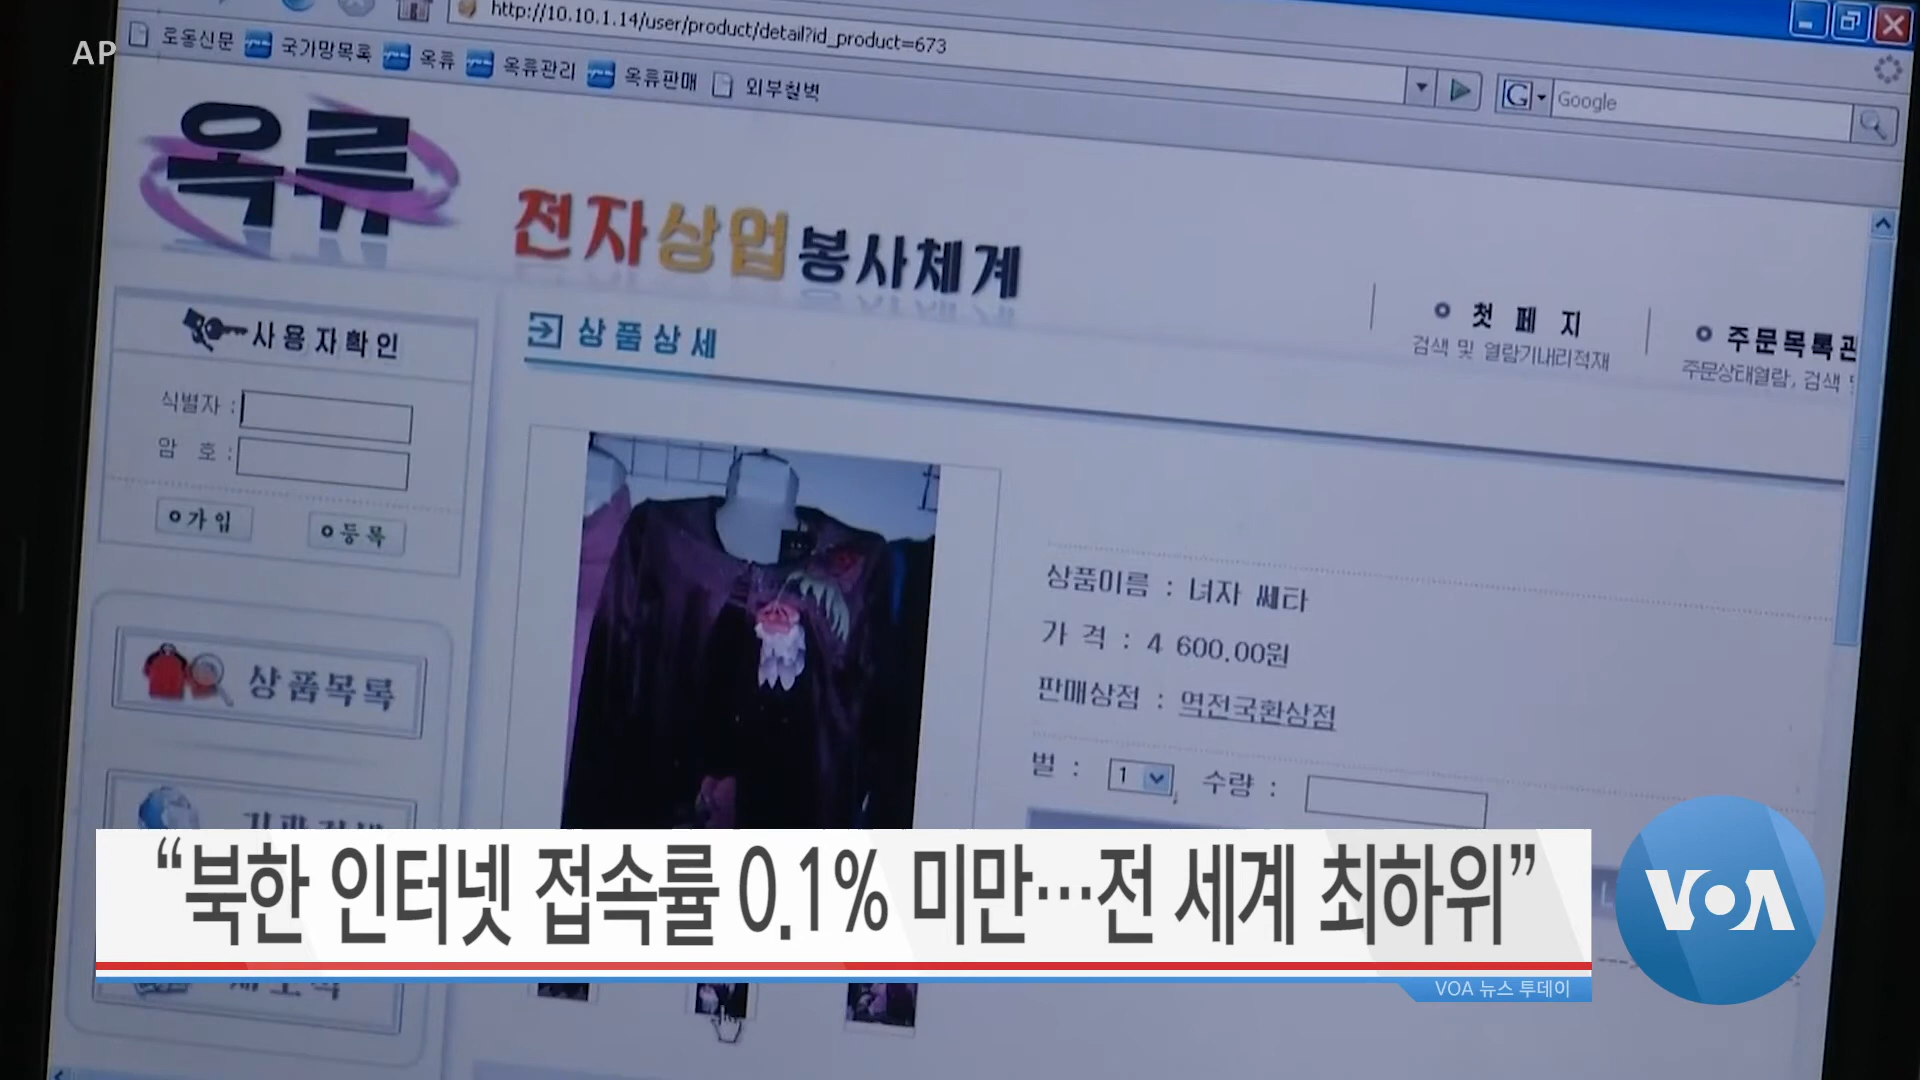 AP
http://10.10.1.14/user/product/detail?id_product=673
로동신문 국가망목록 옥류 옥류관리 옥류판매 외부활벽
Google
옥류
전자상업봉사체계
첫페지
검색 및 열람기내리적재
주문목록관
주문상태열람, 검색
사용자확인
식별자 :
암 호 :
가입 등록
상품상세
상품이름 : 녀자 쎄타
가 격 : 4 600.00원
판매상점 : 역전국환상점
벌 : 1 수량 :
상품목록
“북한 인터넷 접속률 0.1% 미만…전 세계 최하위”
VOA
VOA 뉴스 투데이